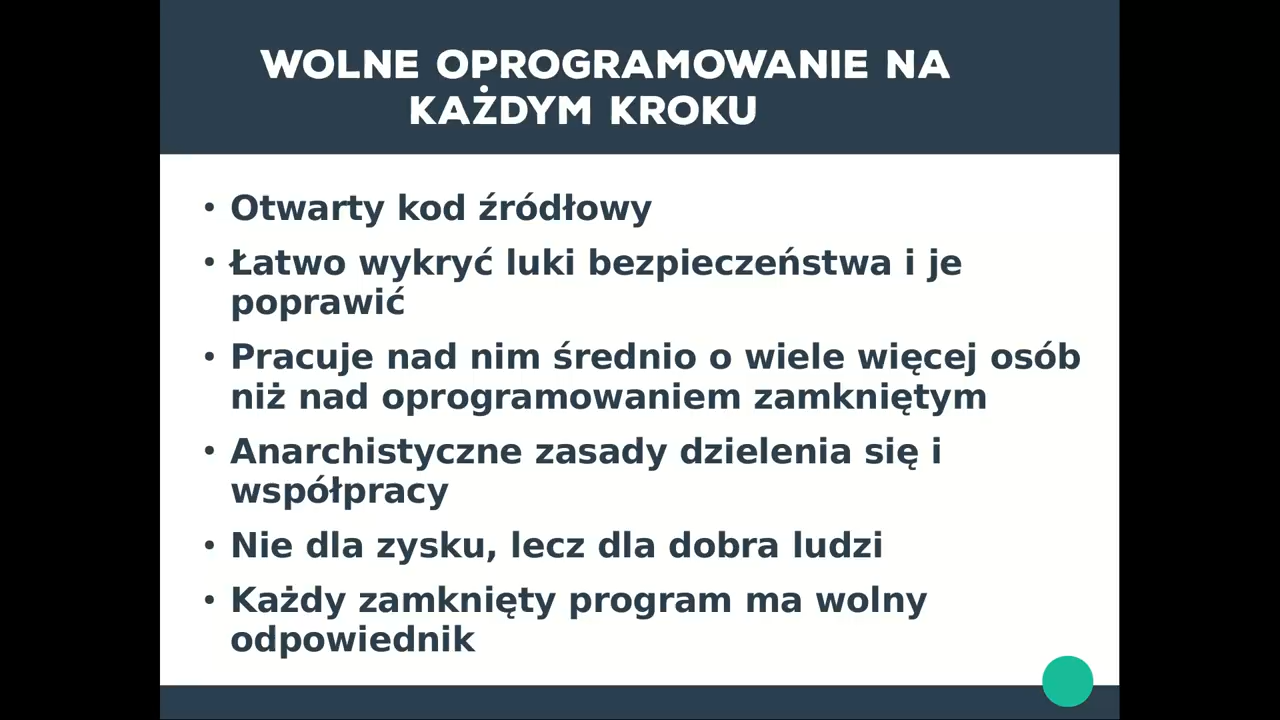 WOLNE OPROGRAMOWANIE NA
KAŻDYM KROKU
• Otwarty kod źródłowy
• Łatwo wykryć luki bezpieczeństwa i je
poprawić
• Pracuje nad nim średnio o wiele więcej osób
niż nad oprogramowaniem zamkniętym
• Anarchistyczne zasady dzielenia się i
współpracy
• Nie dla zysku, lecz dla dobra ludzi
• Każdy zamknięty program ma wolny
odpowiednik